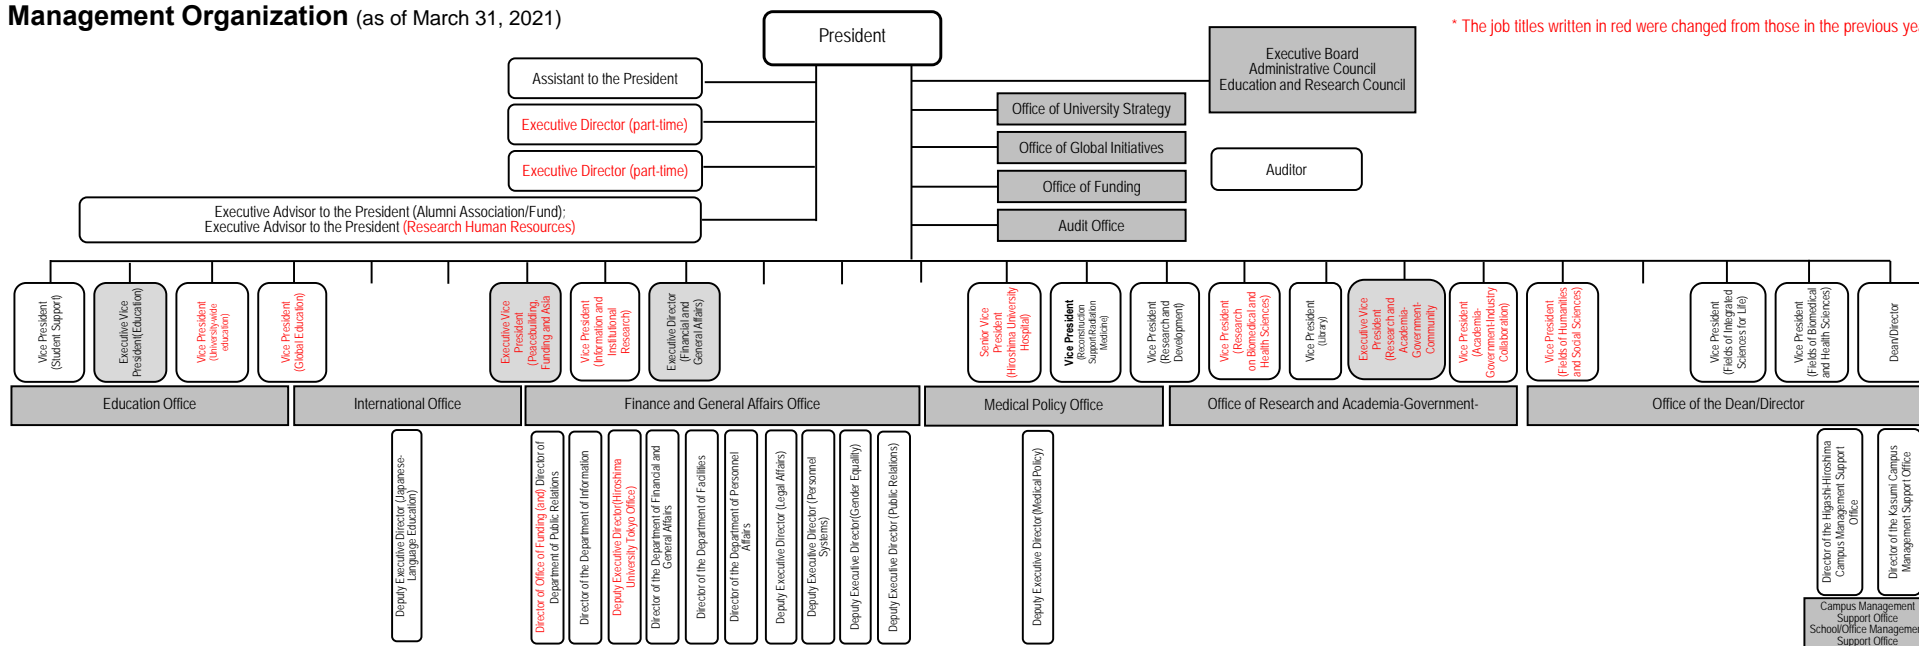 Management Organization (as of March 31, 2021)
* The job titles written in red were changed from those in the previous
President
Executive Board
Administrative Council
Education and Research Council
Assistant to the President
Executive Director (part-time)
Executive Director (part-time)
Executive Advisor to the President (Alumni Association/Fund);
Executive Advisor to the President (Research Human Resources)
Office of University Strategy
Office of Global Initiatives
Office of Funding
Audit Office
Auditor
Vice President
(Student Support)
Executive Vice
President(Education)
Vice President
(University-wide
education)
Vice President
(Global Education)
Executive Vice
President
(Peacebuilding,
Funding and Asia
Vice President
(Information and
Institutional
Research)
Executive Director
(Financial and
General Affairs)
Senior Vice
President
(Hiroshima University
Hospital)
Vice President
(Reconstruction
Support·Radiation
Medicine)
Vice President
(Research and
Development)
Vice President
(Research
on Biomedical and
Health Sciences)
Vice President
(Library)
Executive Vice
President
(Research and
Academia-
Government-
Community
Vice President
(Academia-
Government-Industry
Collaboration)
Vice President
(Fields of Humanities
and Social Sciences)
Vice President
(Fields of Integrated
Sciences for Life)
Vice President
(Fields of Biomedical
and Health Sciences)
Dean/Director
Education Office
International Office
Finance and General Affairs Office
Medical Policy Office
Office of Research and Academia-Government-
Office of the Dean/Director
Deputy Executive Director (Japanese-
Language Education)
Director of Office of Funding (and) Director of
Department of Public Relations
Director of the Department of Information
Deputy Executive Director(Hiroshima
University Tokyo Office)
Director of the Department of Financial and
General Affairs
Director of the Department of Facilities
Director of the Department of Personnel
Affairs
Deputy Executive Director (Legal Affairs)
Deputy Executive Director (Personnel
Systems)
Deputy Executive Director(Gender Equality)
Deputy Executive Director (Public Relations)
Deputy Executive Director (Medical Policy)
Director of the Higashi-Hiroshima
Campus Management Support
Office
Director of the Kasumi Campus
Management Support Office
Campus Management
Support Office
School/Office Management
Support Office